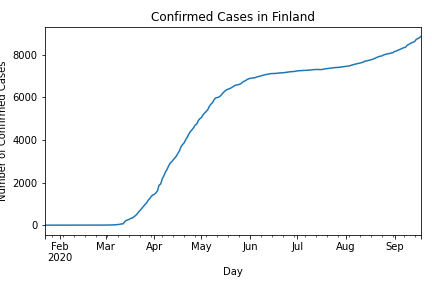 Confirmed Cases in Finland
Number of Confirmed Cases
8000
6000
4000
2000
0
Feb Mar Apr May Jun Jul Aug Sep
2020
Day